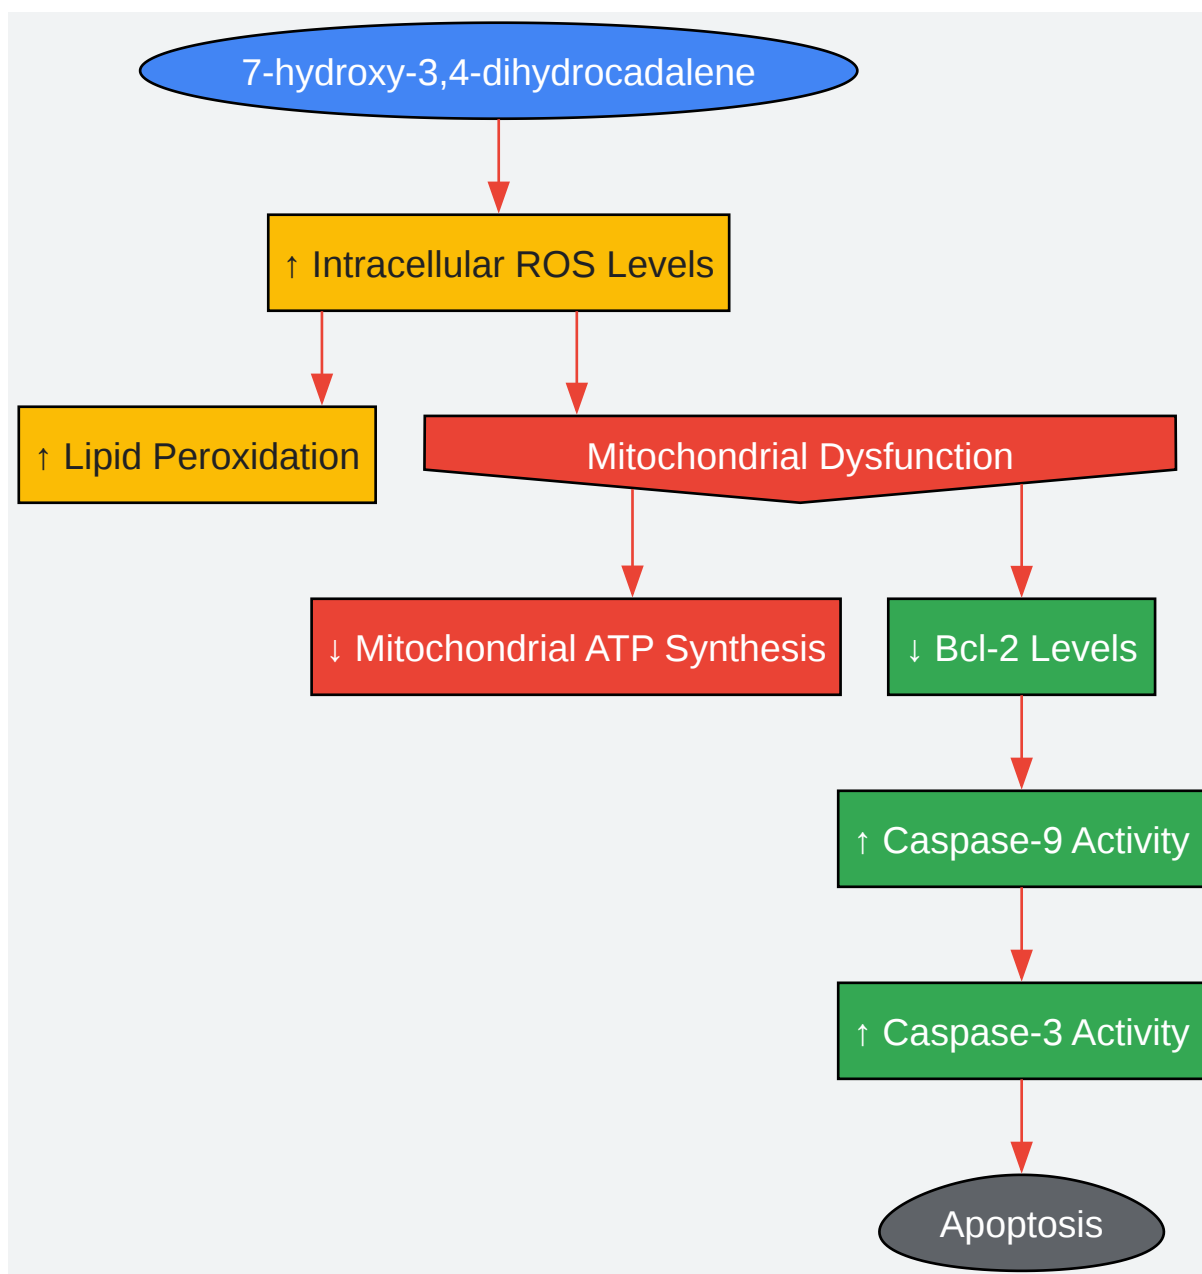 7-hydroxy-3,4-dihydrocadalene
↑ Intracellular ROS Levels
↑ Lipid Peroxidation
Mitochondrial Dysfunction
↓ Mitochondrial ATP Synthesis
↓ Bcl-2 Levels
↑ Caspase-9 Activity
↑ Caspase-3 Activity
Apoptosis